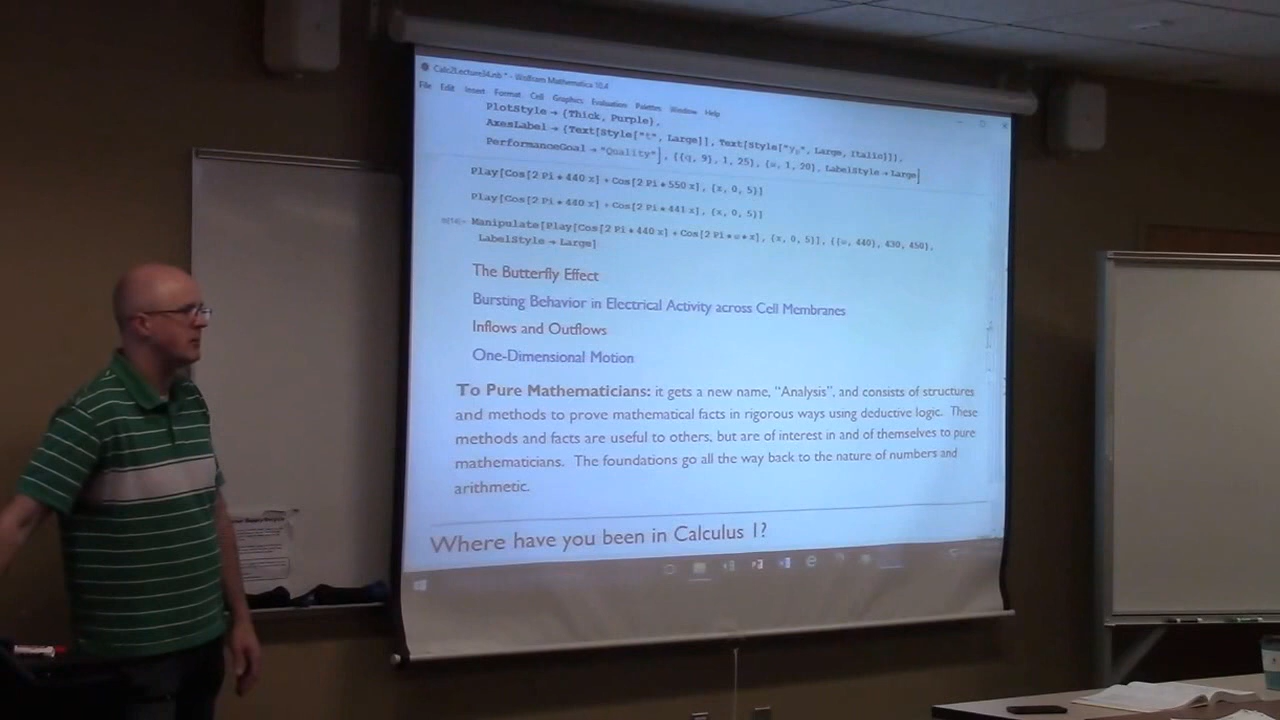 Calc2Lecture34.nb * - Wolfram Mathematica 10.4
File Edit Insert Format Cell Graphics Evaluation Palettes Window Help
PlotStyle → {Thick, Purple},
AxesLabel → {Text[Style["t", Large]], Text[Style["yp", Large, Italic]]},
PerformanceGoal → "Quality"], {{q, 9}, 1, 25}, {ω, 1, 20}, LabelStyle → Large]
Play[Cos[2 Pi * 440 x] + Cos[2 Pi * 550 x], {x, 0, 5}]
Play[Cos[2 Pi * 440 x] + Cos[2 Pi * 441 x], {x, 0, 5}]
Manipulate[Play[Cos[2 Pi * 440 x] + Cos[2 Pi * ω * x], {x, 0, 5}], {{ω, 440}, 430, 450},
LabelStyle → Large]
The Butterfly Effect
Bursting Behavior in Electrical Activity across Cell Membranes
Inflows and Outflows
One-Dimensional Motion
To Pure Mathematicians: it gets a new name, “Analysis”, and consists of structures
and methods to prove mathematical facts in rigorous ways using deductive logic. These
methods and facts are useful to others, but are of interest in and of themselves to pure
mathematicians. The foundations go all the way back to the nature of numbers and
arithmetic.
Where have you been in Calculus 1?